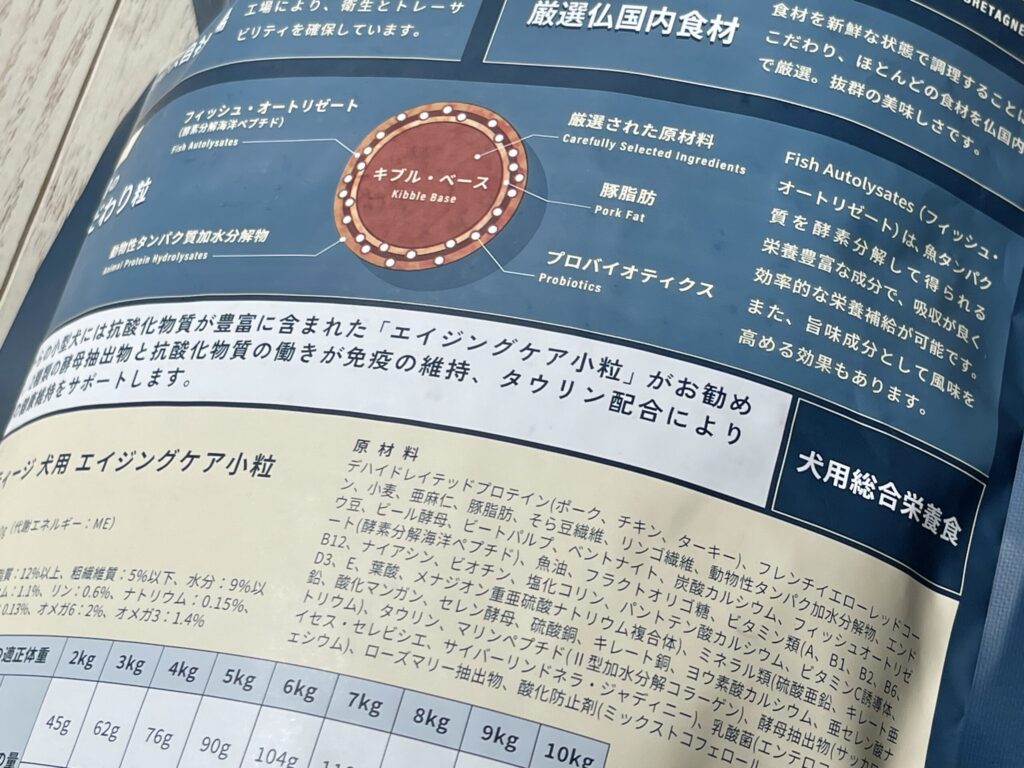 工場により、衛生とトレーサ
ビリティを確保しています。
厳選仏国内食材
食材を新鮮な状態で調理することに
こだわり、ほとんどの食材を仏国内
で厳選。抜群の美味しさです。
BRETAGNE
わり粒
フィッシュ・オートリゼート
(酵素分解海洋ペプチド)
Fish Autolysates
動物性タンパク質加水分解物
Animal Protein Hydrolysates
キブル・ベース
Kibble Base
厳選された原材料
Carefully Selected Ingredients
豚脂肪
Pork Fat
プロバイオティクス
Probiotics
Fish Autolysates (フィッシュ・
オートリゼート)は、魚タンパク
質を酵素分解して得られる
栄養豊富な成分で、吸収が良く
効率的な栄養補給が可能です。
また、旨味成分として風味を
高める効果もあります。
の小型犬には抗酸化物質が豊富に含まれた「エイジングケア小粒」がお勧め
の酵母抽出物と抗酸化物質の働きが免疫の維持、タウリン配合により
維持をサポートします。
犬用総合栄養食
ィージ 犬用 エイジングケア小粒
0g（代謝エネルギー：ME）
質：12%以上、粗繊維質：5%以下、水分：9%以
ム：1.1%、リン：0.6%、ナトリウム：0.15%、
：0.13%、オメガ6：2%、オメガ3：1.4%
原材料
デハイドレイテッドプロテイン(ポーク、チキン、ターキー)、フレンチイエローレッドコー
ン、小麦、亜麻仁、豚脂肪、そら豆繊維、リンゴ繊維、動物性タンパク加水分解物、エンド
ウ豆、ビール酵母、ビートパルプ、ベントナイト、炭酸カルシウム、フィッシュオートリゼ
ート(酵素分解海洋ペプチド)、魚油、フラクトオリゴ糖、ビタミン類(A、B1、B2、B6、
B12、ナイアシン、ビオチン、塩化コリン、パントテン酸カルシウム、ビタミンC誘導体、
D3、E、葉酸、メナジオン重亜硫酸ナトリウム複合体)、ミネラル類(硫酸亜鉛、キレート亜
鉛、酸化マンガン、セレン酵母、硫酸銅、キレート銅、ヨウ素酸カルシウム、亜セレン酸ナ
トリウム)、タウリン、マリンペプチド(Ⅱ型加水分解コラーゲン)、酵母抽出物(サッカロ
イセス・セレビシエ、サイバーリンドネラ・ジャディニー)、乳酸菌(エンテロコ
ェシウム)、ローズマリー抽出物、酸化防止剤(ミックストコフェロール
の適正体重 2kg 3kg 4kg 5kg 6kg 7kg 8kg 9kg 10kg
の量 45g 62g 76g 90g 104g